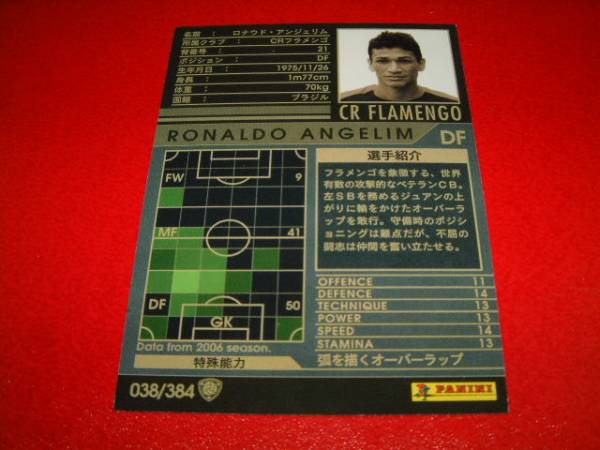 名前 : ロナウド・アンジェリム
所属クラブ : CRフラメンゴ
背番号 : 21
ポジション : DF
生年月日 : 1975/11/26
身長 : 1m77cm
体重 : 70kg
国籍 : ブラジル
CR FLAMENGO
RONALDO ANGELIM
DF
FW 9
MF 41
DF 50
GK
Data from 2006 season.
特殊能力
選手紹介
フラメンゴを象徴する、世界
有数の攻撃的なベテランCB。
左SBを務めるジュアンの上
がりに輪をかけたオーバーラ
ップを敢行。守備時のポジシ
ョニングは難点だが、不屈の
闘志は仲間を奮い立たせる。
OFFENCE 11
DEFENCE 14
TECHNIQUE 13
POWER 13
SPEED 14
STAMINA 13
弧を描くオーバーラップ
038/384
PANINI